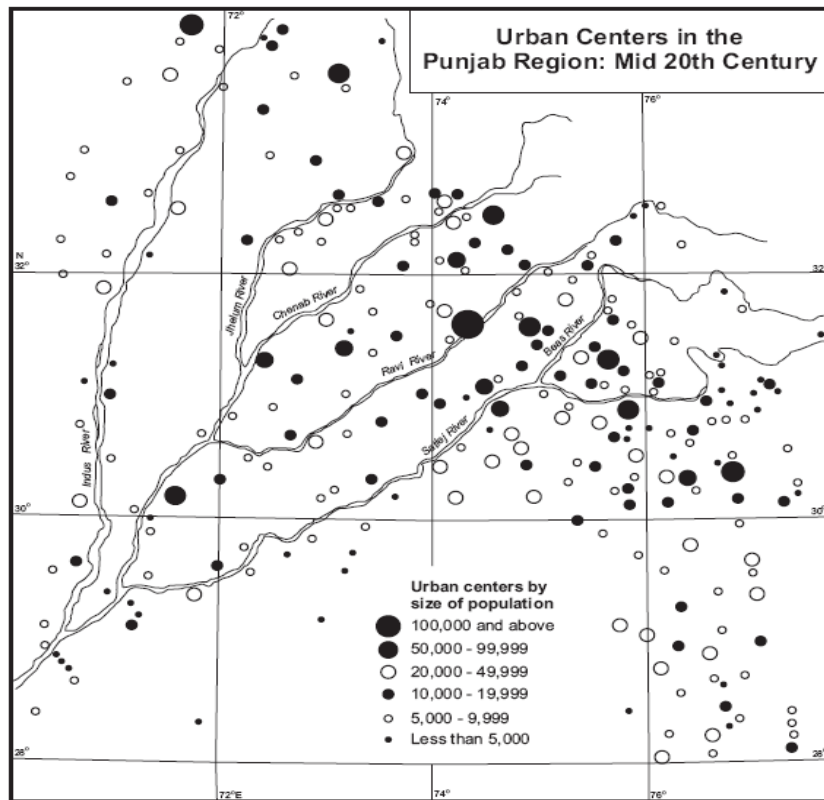 Urban Centers in the
Punjab Region: Mid 20th Century
72°
74°
76°
N
32°
32°
Jhelum River
Chenab River
Ravi River
Beas River
Satlej River
Indus River
30°
30°
Urban centers by
size of population
100,000 and above
50,000 - 99,999
20,000 - 49,999
10,000 - 19,999
5,000 - 9,999
Less than 5,000
28°
28°
72°E
74°
76°